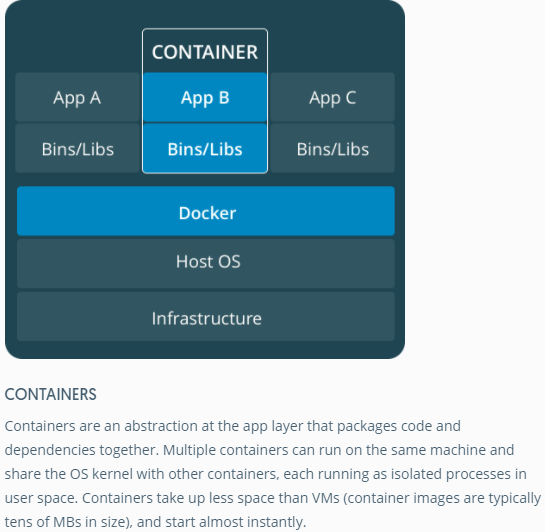 CONTAINER
App A App B App C
Bins/Libs Bins/Libs Bins/Libs
Docker
Host OS
Infrastructure
CONTAINERS
Containers are an abstraction at the app layer that packages code and
dependencies together. Multiple containers can run on the same machine and
share the OS kernel with other containers, each running as isolated processes in
user space. Containers take up less space than VMs (container images are typically
tens of MBs in size), and start almost instantly.